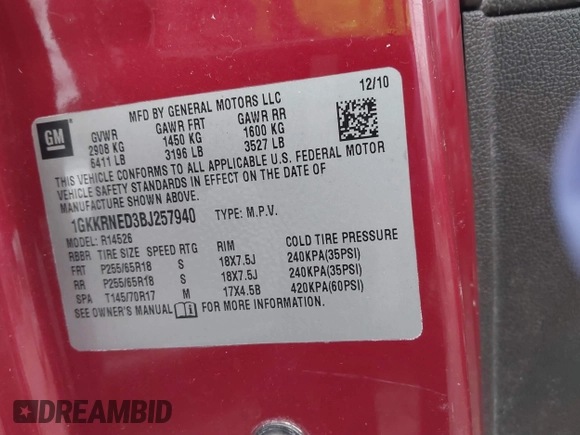 12/10
MFD BY GENERAL MOTORS LLC
GM
GVWR GAWR FRT GAWR RR
2908 KG 1450 KG 1600 KG
6411 LB 3196 LB 3527 LB
THIS VEHICLE CONFORMS TO ALL APPLICABLE U.S. FEDERAL MOTOR
VEHICLE SAFETY STANDARDS IN EFFECT ON THE DATE OF
MANUFACTURE SHOWN ABOVE.
1GKKRNED3BJ257940 TYPE: M.P.V.
MODEL: R14526
RBBR TIRE SIZE SPEED RTG RIM COLD TIRE PRESSURE
FRT P255/65R18 S 18X7.5J 240KPA(35PSI)
RR P255/65R18 S 18X7.5J 240KPA(35PSI)
SPA T145/70R17 M 17X4.5B 420KPA(60PSI)
SEE OWNER'S MANUAL FOR MORE INFORMATION
DREAMBID